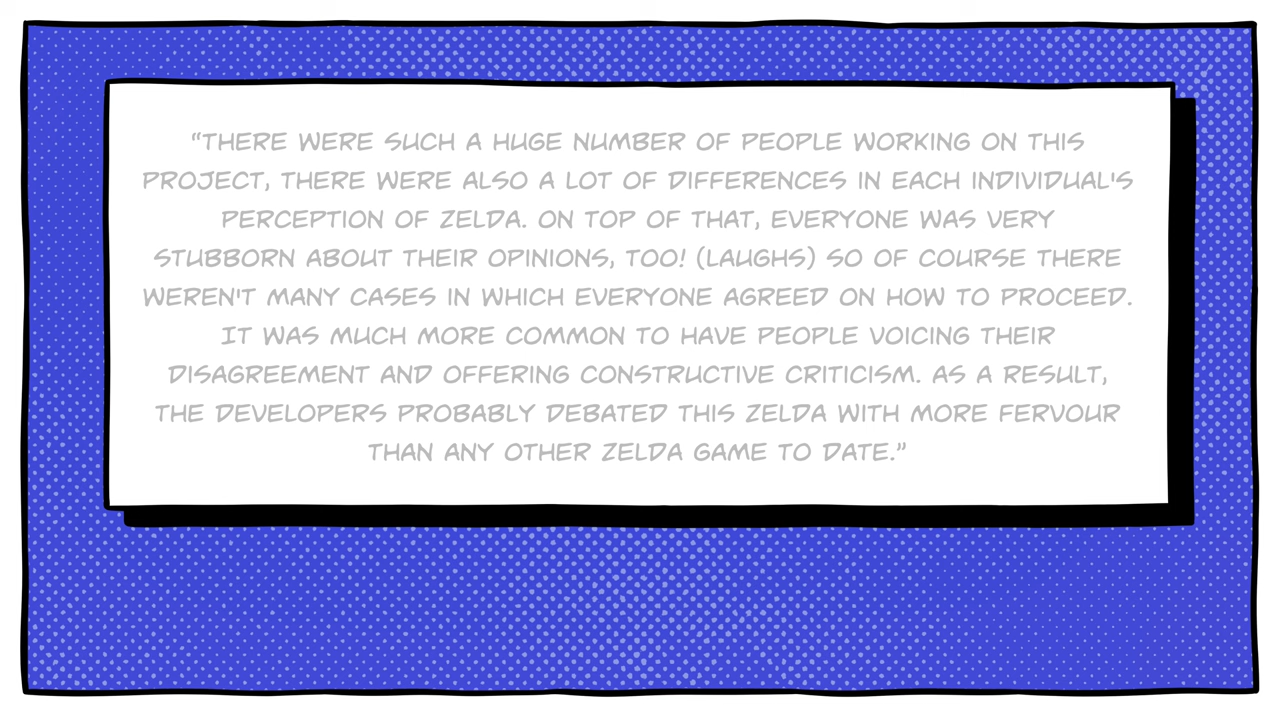 “THERE WERE SUCH A HUGE NUMBER OF PEOPLE WORKING ON THIS
PROJECT, THERE WERE ALSO A LOT OF DIFFERENCES IN EACH INDIVIDUAL'S
PERCEPTION OF ZELDA. ON TOP OF THAT, EVERYONE WAS VERY
STUBBORN ABOUT THEIR OPINIONS, TOO! (LAUGHS) SO OF COURSE THERE
WEREN'T MANY CASES IN WHICH EVERYONE AGREED ON HOW TO PROCEED.
IT WAS MUCH MORE COMMON TO HAVE PEOPLE VOICING THEIR
DISAGREEMENT AND OFFERING CONSTRUCTIVE CRITICISM. AS A RESULT,
THE DEVELOPERS PROBABLY DEBATED THIS ZELDA WITH MORE FERVOUR
THAN ANY OTHER ZELDA GAME TO DATE.”